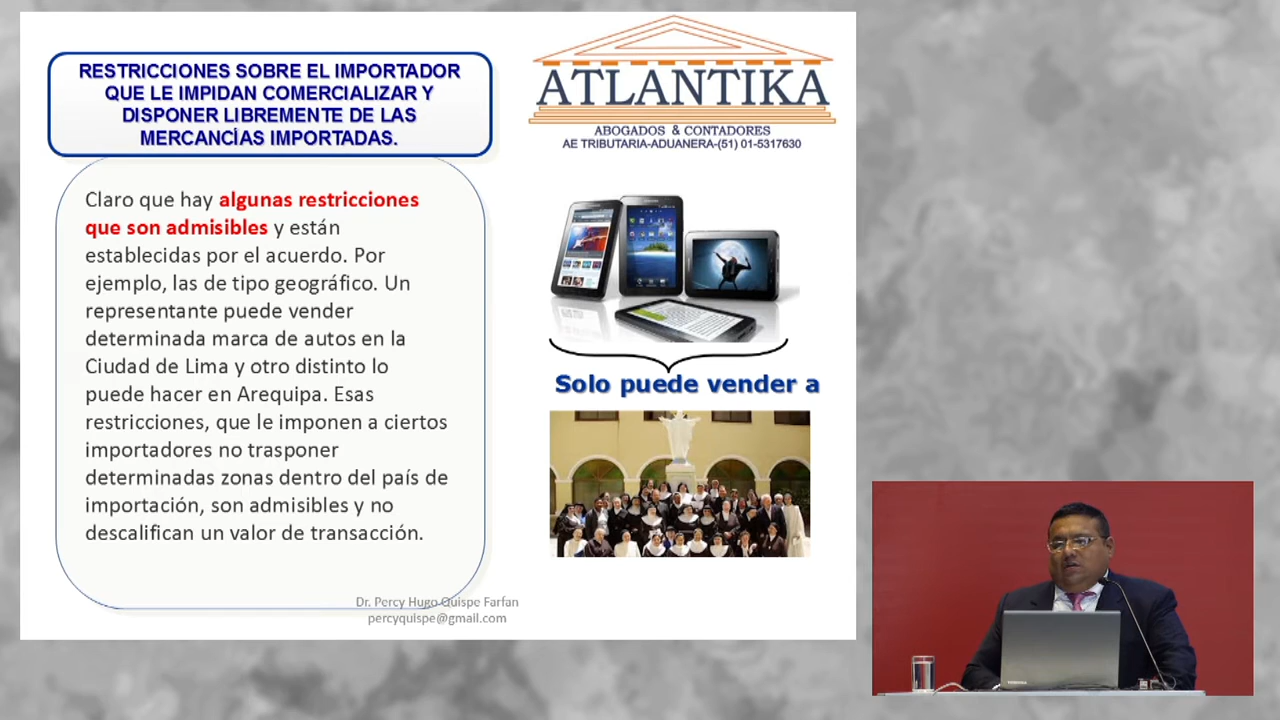 RESTRICCIONES SOBRE EL IMPORTADOR
QUE LE IMPIDAN COMERCIALIZAR Y
DISPONER LIBREMENTE DE LAS
MERCANCÍAS IMPORTADAS.
Claro que hay algunas restricciones
que son admisibles y están
establecidas por el acuerdo. Por
ejemplo, las de tipo geográfico. Un
representante puede vender
determinada marca de autos en la
Ciudad de Lima y otro distinto lo
puede hacer en Arequipa. Esas
restricciones, que le imponen a ciertos
importadores no trasponer
determinadas zonas dentro del país de
importación, son admisibles y no
descalifican un valor de transacción.
Dr. Percy Hugo Quispe Farfan
percyquispe@gmail.com
ATLANTIKA
ABOGADOS & CONTADORES
AE TRIBUTARIA-ADUANERA-(51) 01-5317630
Solo puede vender a